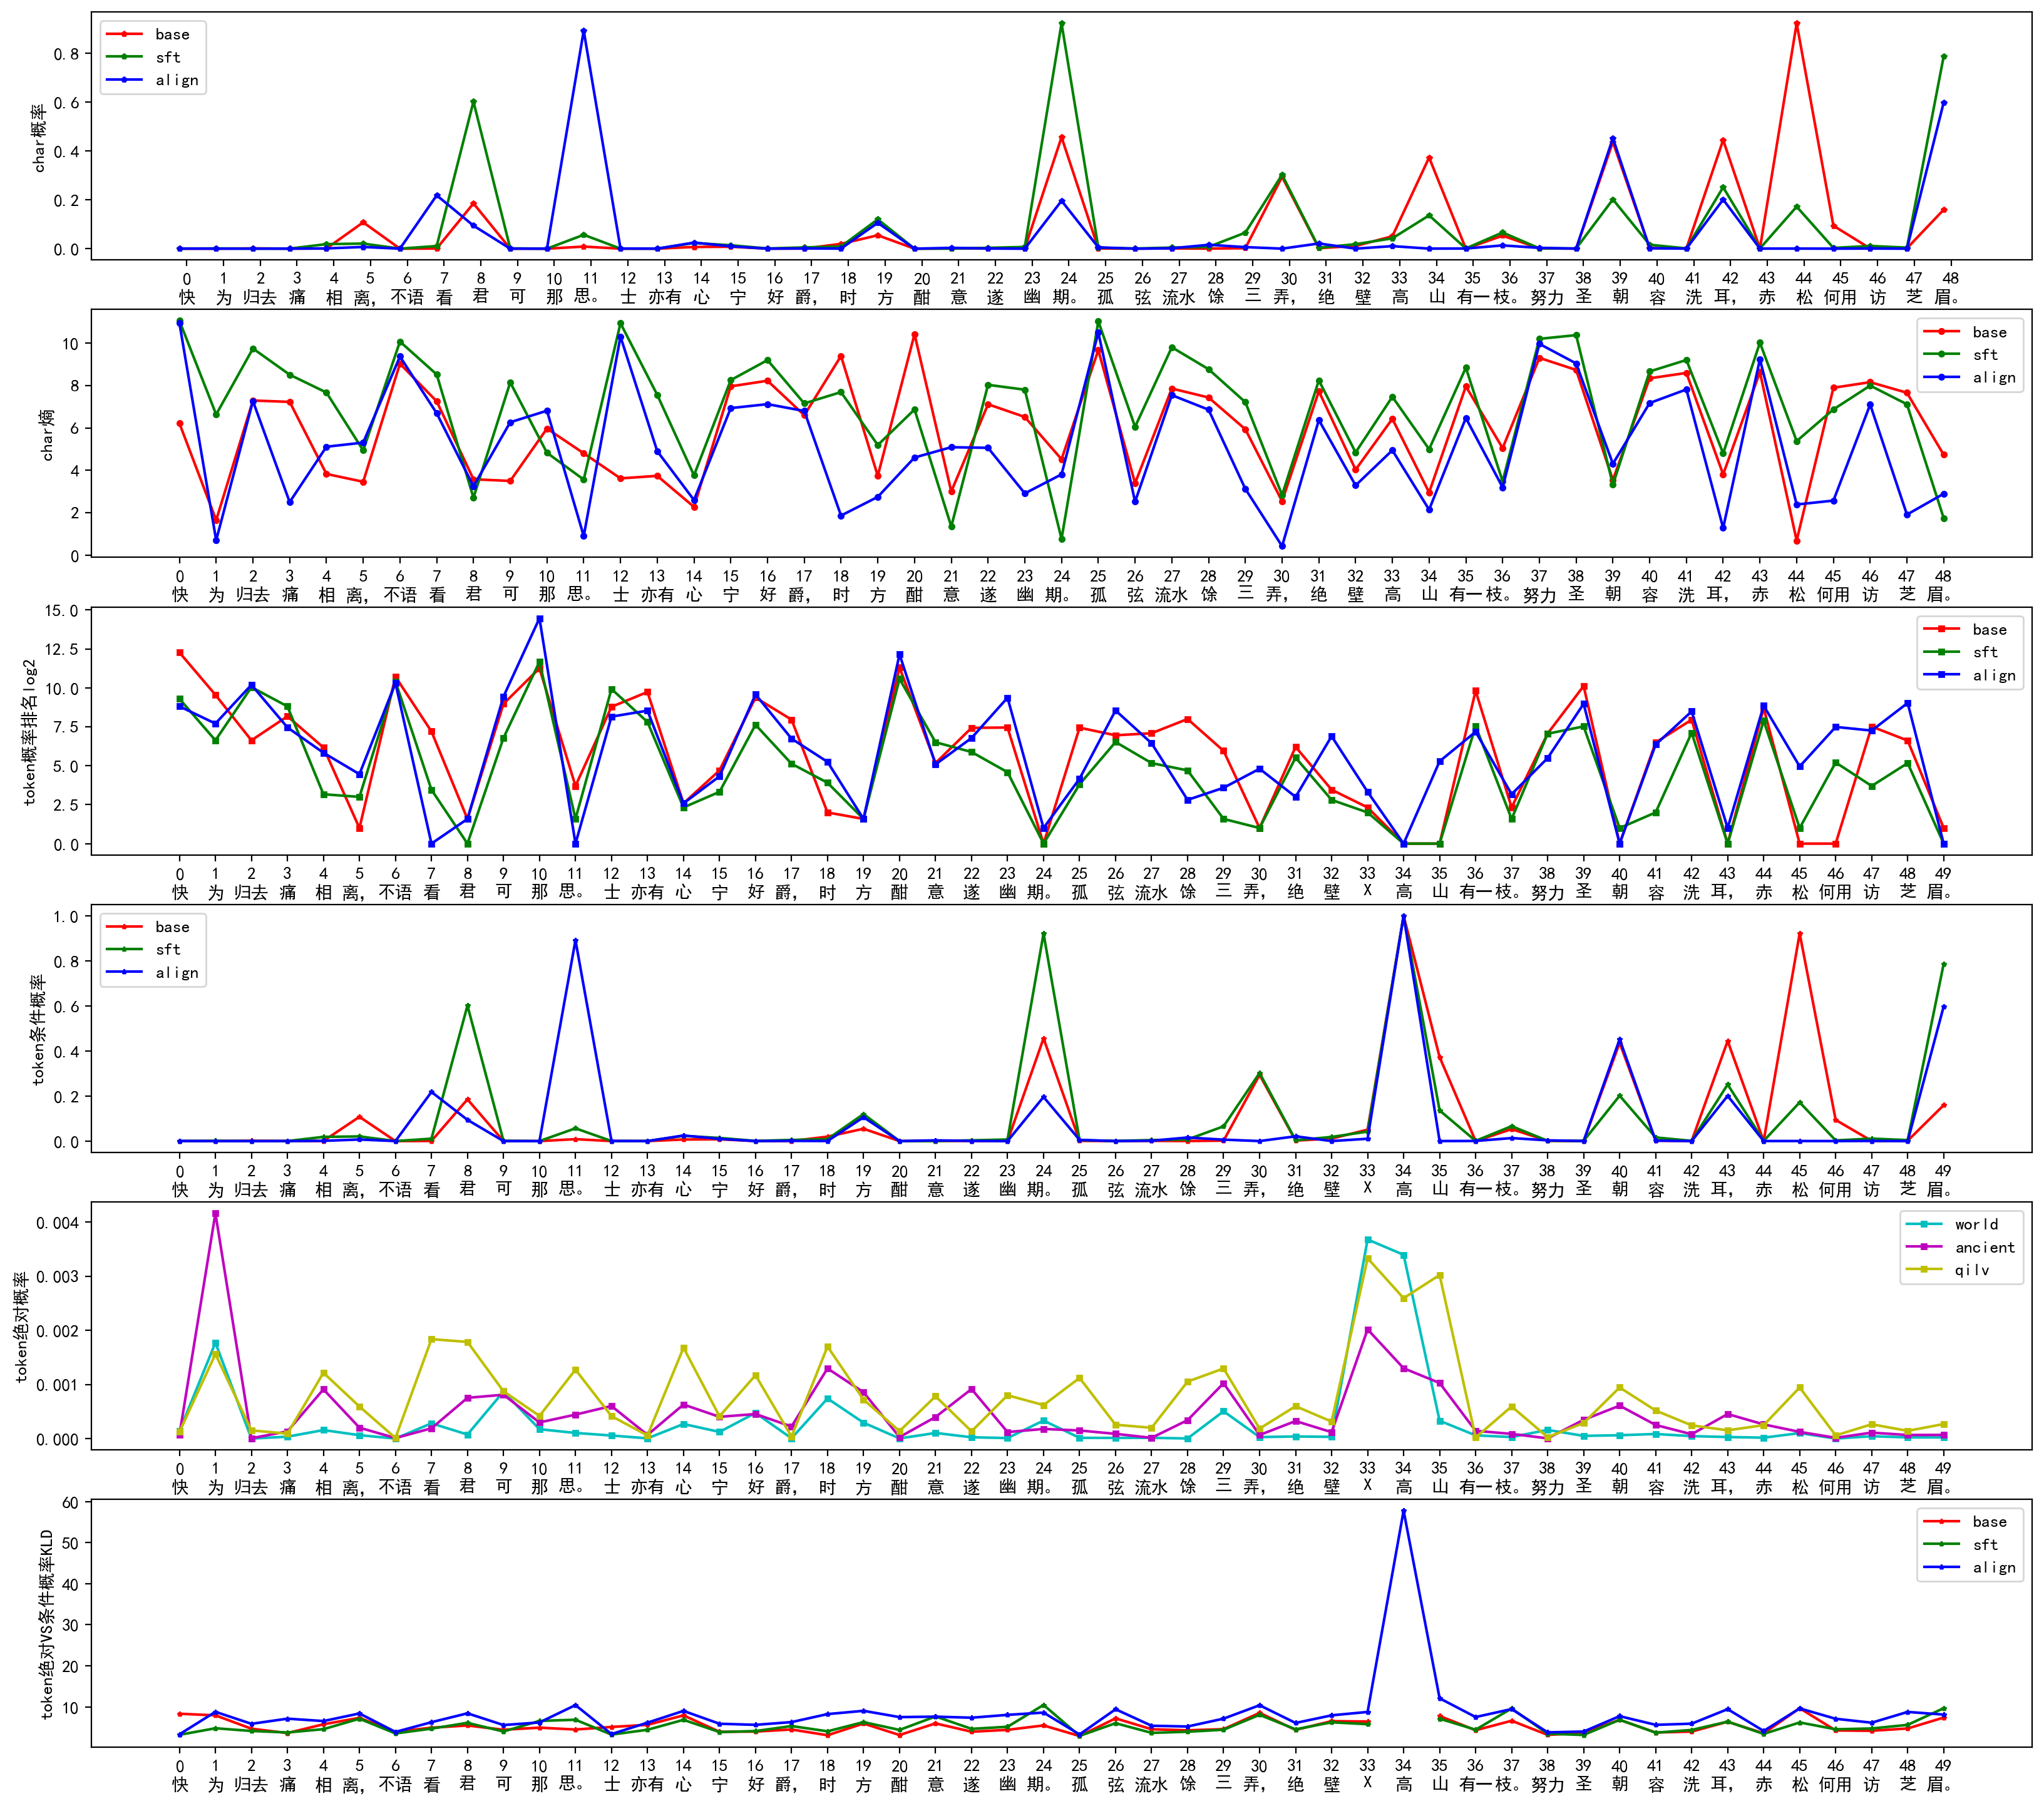 char概率
0.8
0.6
0.4
0.2
0.0
base
sft
align
0 1 2 3 4 5 6 7 8 9 10 11 12 13 14 15 16 17 18 19 20 21 22 23 24 25 26 27 28 29 30 31 32 33 34 35 36 37 38 39 40 41 42 43 44 45 46 47 48
快 为 归去 痛 相 离, 不语 看 君 可 那 思。 士 亦有 心 宁 好 爵, 时 方 酣 意 遂 幽 期。 孤 弦 流水 馀 三 弄, 绝 壁 高 山 有一 枝。 努力 圣 朝 容 洗 耳, 赤 松 何用 访 芝 眉。
char熵
10
8
6
4
2
0
base
sft
align
0 1 2 3 4 5 6 7 8 9 10 11 12 13 14 15 16 17 18 19 20 21 22 23 24 25 26 27 28 29 30 31 32 33 34 35 36 37 38 39 40 41 42 43 44 45 46 47 48
快 为 归去 痛 相 离, 不语 看 君 可 那 思。 士 亦有 心 宁 好 爵, 时 方 酣 意 遂 幽 期。 孤 弦 流水 馀 三 弄, 绝 壁 高 山 有一 枝。 努力 圣 朝 容 洗 耳, 赤 松 何用 访 芝 眉。
token概率排名log2
15.0
12.5
10.0
7.5
5.0
2.5
0.0
base
sft
align
0 1 2 3 4 5 6 7 8 9 10 11 12 13 14 15 16 17 18 19 20 21 22 23 24 25 26 27 28 29 30 31 32 33 34 35 36 37 38 39 40 41 42 43 44 45 46 47 48 49
快 为 归去 痛 相 离, 不语 看 君 可 那 思。 士 亦有 心 宁 好 爵, 时 方 酣 意 遂 幽 期。 孤 弦 流水 馀 三 弄, 绝 壁 X 高 山 有一 枝。 努力 圣 朝 容 洗 耳, 赤 松 何用 访 芝 眉。
token条件概率
1.0
0.8
0.6
0.4
0.2
0.0
base
sft
align
0 1 2 3 4 5 6 7 8 9 10 11 12 13 14 15 16 17 18 19 20 21 22 23 24 25 26 27 28 29 30 31 32 33 34 35 36 37 38 39 40 41 42 43 44 45 46 47 48 49
快 为 归去 痛 相 离, 不语 看 君 可 那 思。 士 亦有 心 宁 好 爵, 时 方 酣 意 遂 幽 期。 孤 弦 流水 馀 三 弄, 绝 壁 X 高 山 有一 枝。 努力 圣 朝 容 洗 耳, 赤 松 何用 访 芝 眉。
token绝对概率
0.004
0.003
0.002
0.001
0.000
world
ancient
qilv
0 1 2 3 4 5 6 7 8 9 10 11 12 13 14 15 16 17 18 19 20 21 22 23 24 25 26 27 28 29 30 31 32 33 34 35 36 37 38 39 40 41 42 43 44 45 46 47 48 49
快 为 归去 痛 相 离, 不语 看 君 可 那 思。 士 亦有 心 宁 好 爵, 时 方 酣 意 遂 幽 期。 孤 弦 流水 馀 三 弄, 绝 壁 X 高 山 有一 枝。 努力 圣 朝 容 洗 耳, 赤 松 何用 访 芝 眉。
token绝对VS条件概率KLD
60
50
40
30
20
10
base
sft
align
0 1 2 3 4 5 6 7 8 9 10 11 12 13 14 15 16 17 18 19 20 21 22 23 24 25 26 27 28 29 30 31 32 33 34 35 36 37 38 39 40 41 42 43 44 45 46 47 48 49
快 为 归去 痛 相 离, 不语 看 君 可 那 思。 士 亦有 心 宁 好 爵, 时 方 酣 意 遂 幽 期。 孤 弦 流水 馀 三 弄, 绝 壁 X 高 山 有一 枝。 努力 圣 朝 容 洗 耳, 赤 松 何用 访 芝 眉。